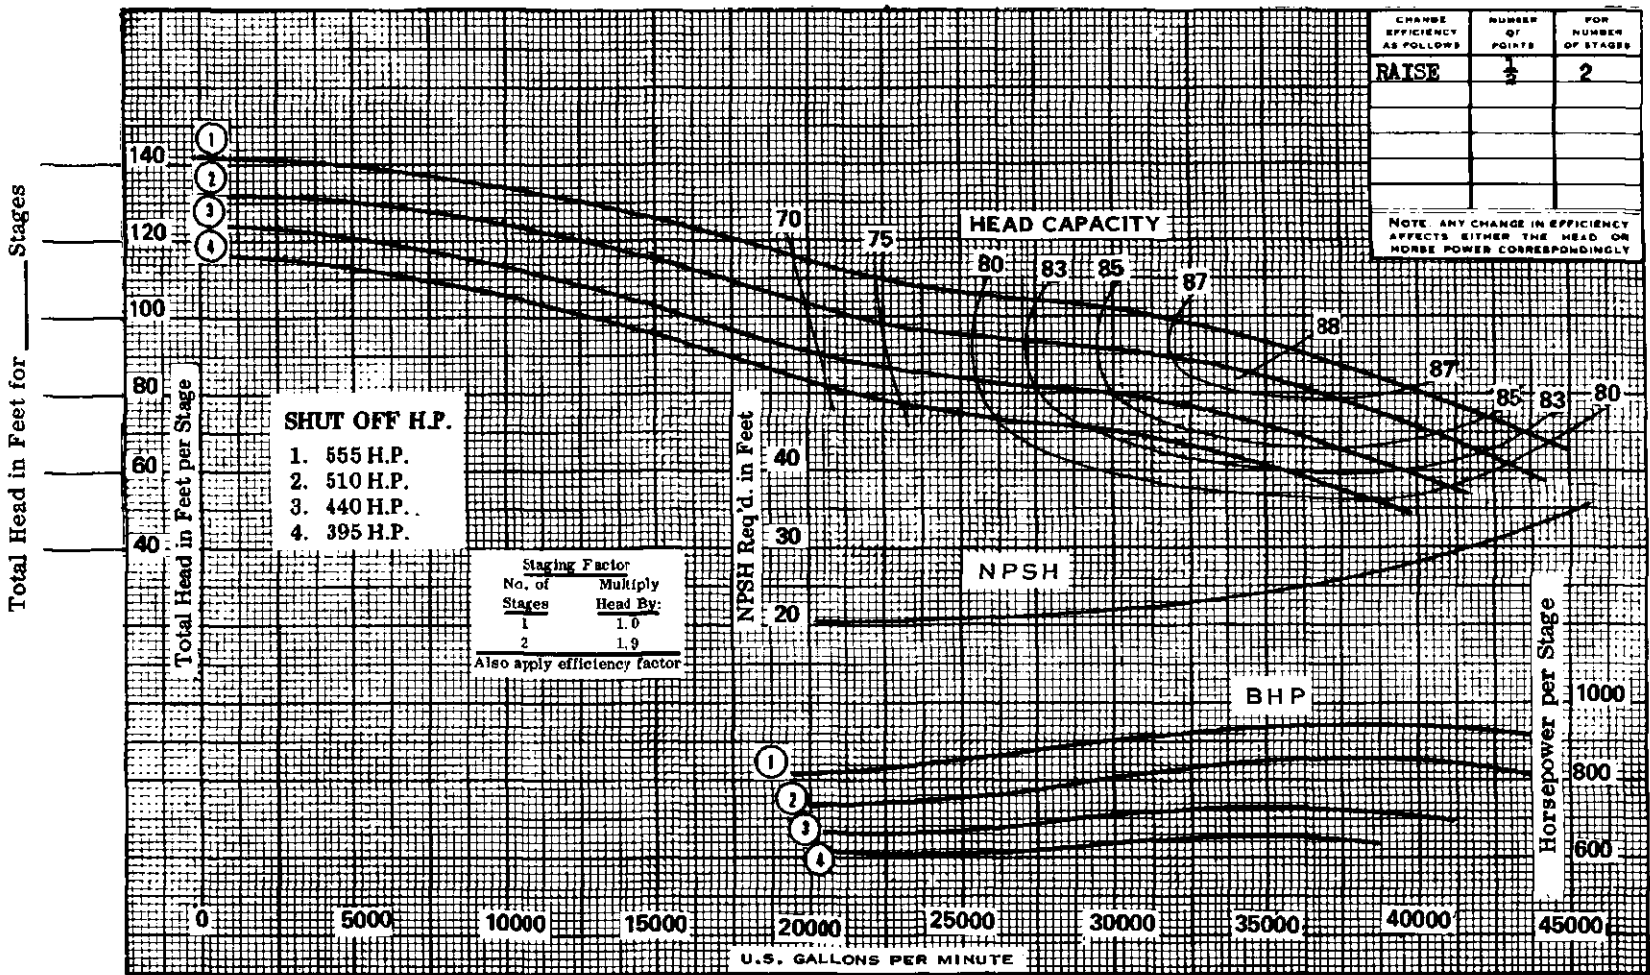 CHANGE EFFICIENCY AS FOLLOWS
NUMBER OF POINTS
FOR NUMBER OF STAGES
RAISE
1/2
2
NOTE. ANY CHANGE IN EFFICIENCY
AFFECTS EITHER THE HEAD OR
HORSE POWER CORRESPONDINGLY
Total Head in Feet for ____ Stages
Total Head in Feet per Stage
140
120
100
80
60
40
1
2
3
4
HEAD CAPACITY
70
75
80
83
85
87
88
87
85
83
80
SHUT OFF H.P.
1. 555 H.P.
2. 510 H.P.
3. 440 H.P.
4. 395 H.P.
Staging Factor
No. of Stages
Multiply Head By:
1 1.0
2 1.9
Also apply efficiency factor
NPSH Req'd. in Feet
40
30
20
NPSH
BHP
Horsepower per Stage
1000
800
600
1
2
3
4
0
5000
10000
15000
20000
25000
30000
35000
40000
45000
U.S. GALLONS PER MINUTE